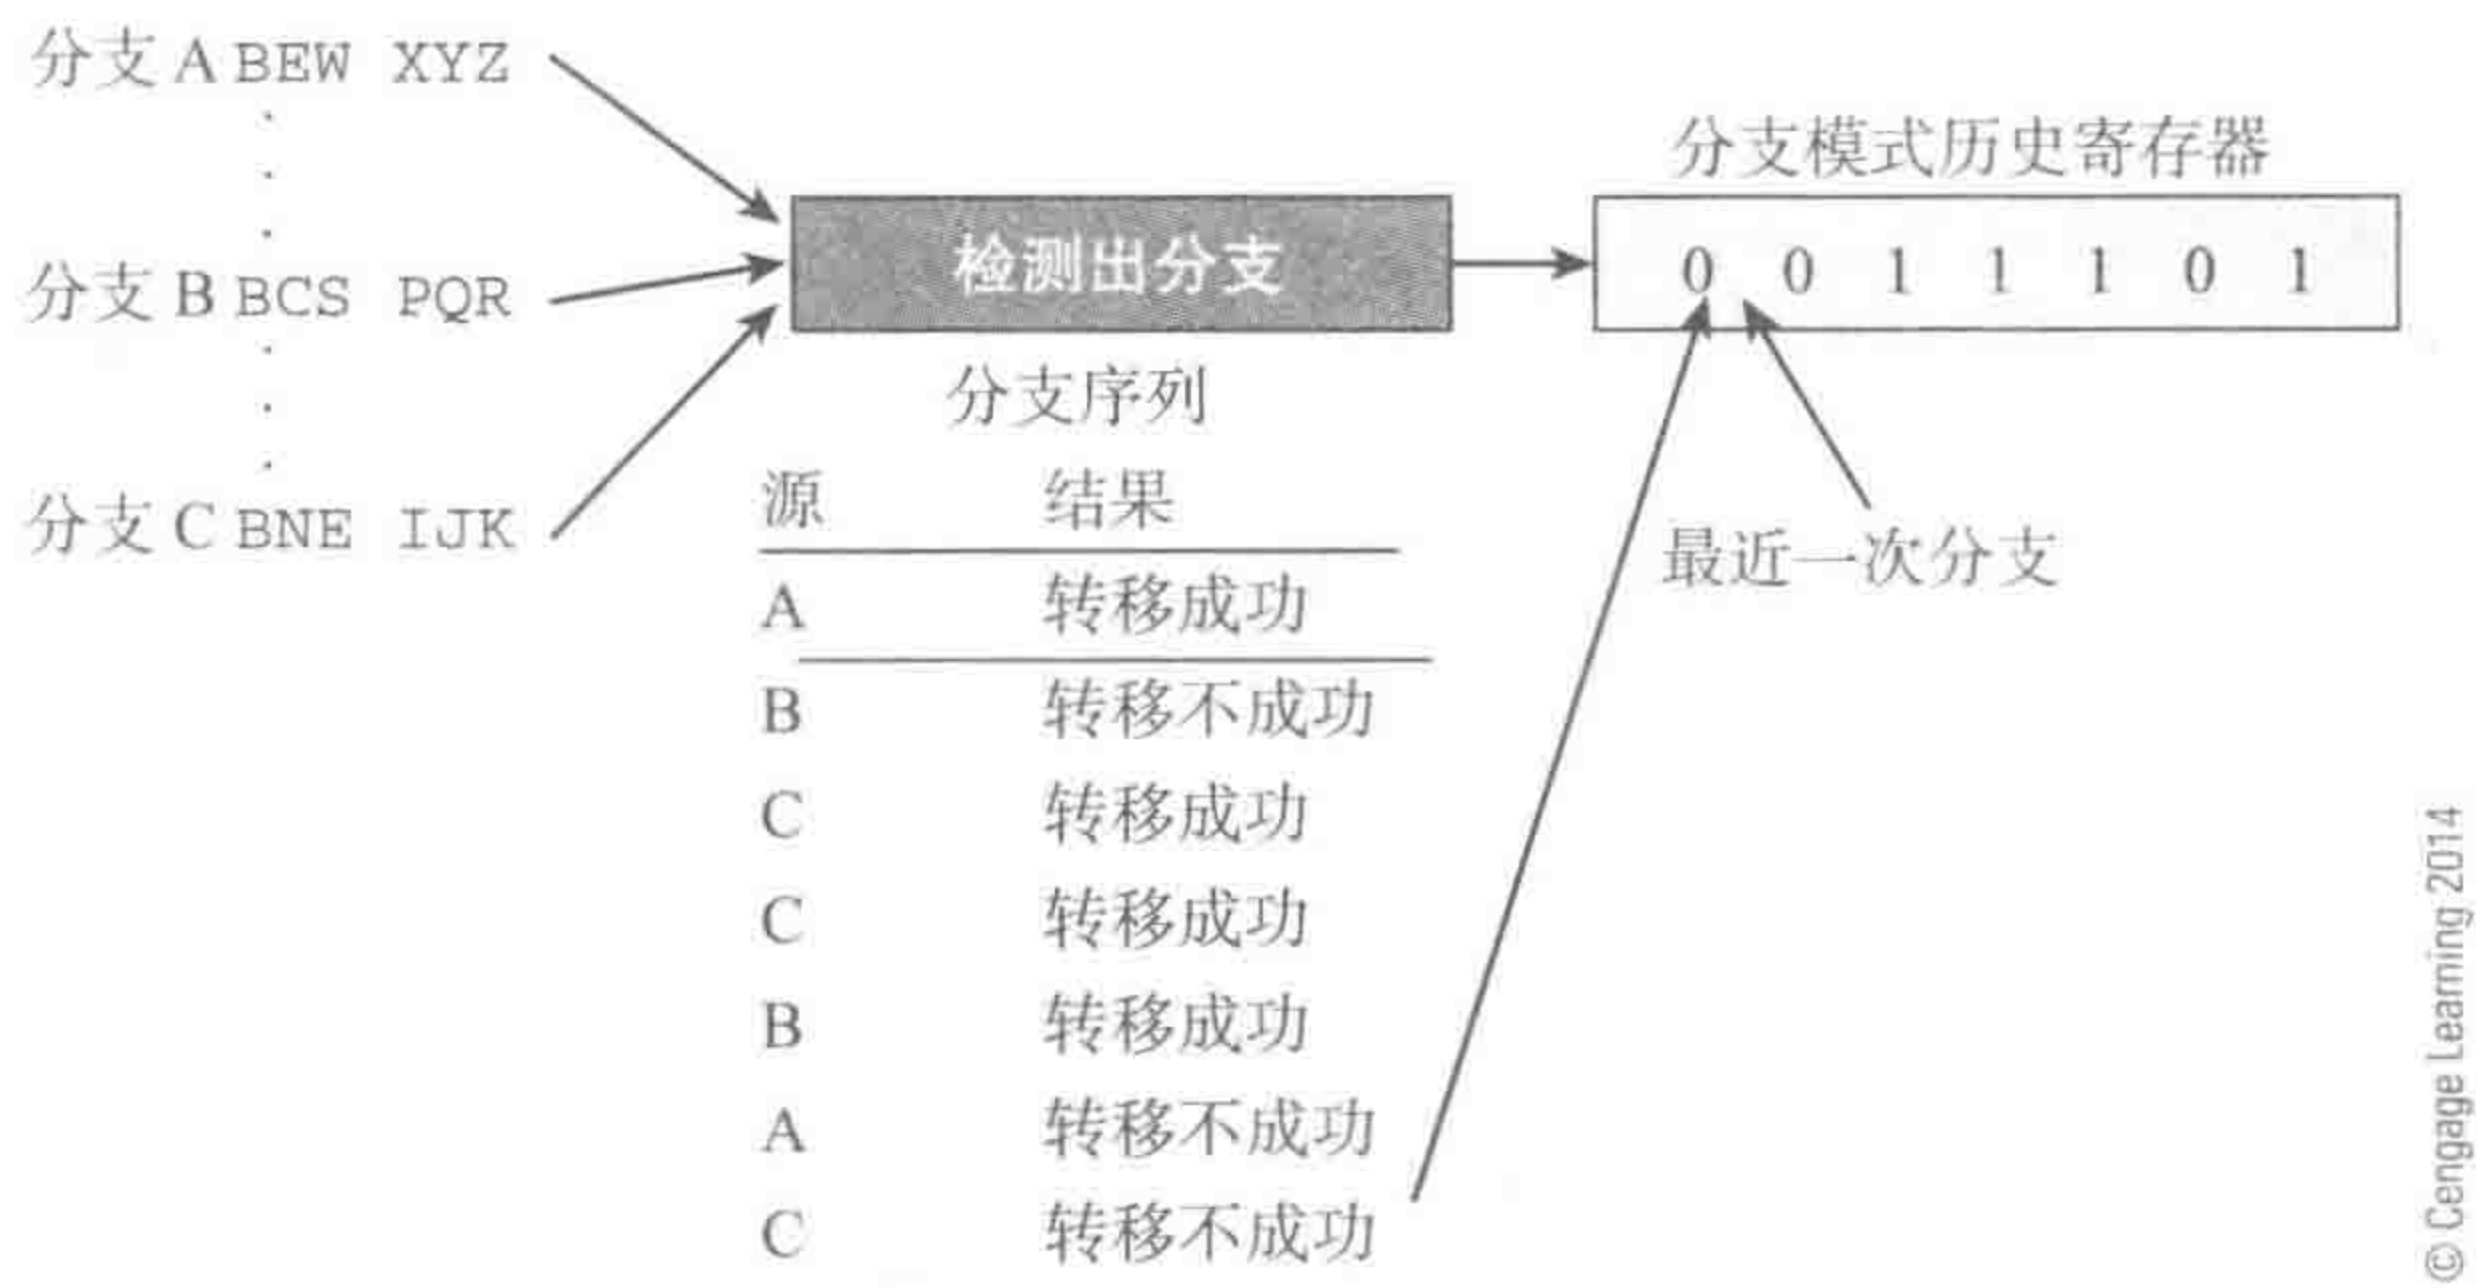 分支 A BEW XYZ
分支 B BCS PQR
分支 C BNE IJK
检测出分支
分支模式历史寄存器
0 0 1 1 1 0 1
最近一次分支
分支序列
源 结果
A 转移成功
B 转移不成功
C 转移成功
C 转移成功
B 转移成功
A 转移不成功
C 转移不成功
© Cengage Learning 2014